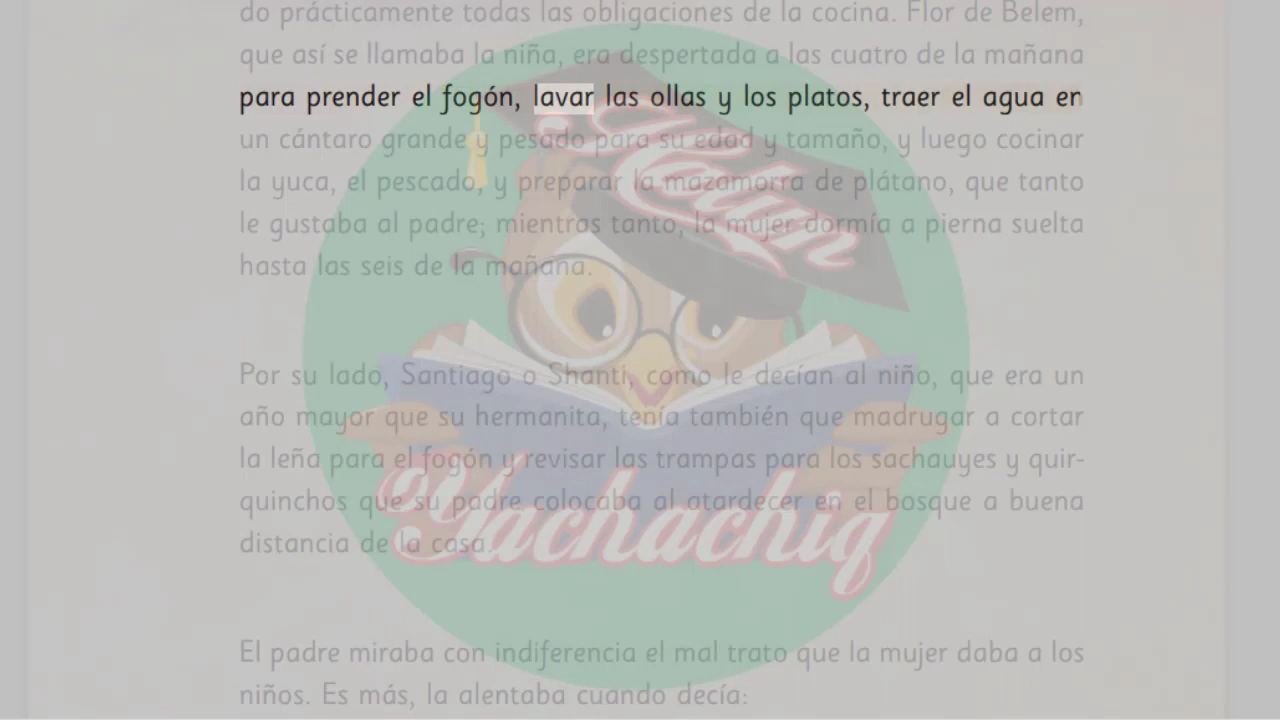 do prácticamente todas las obligaciones de la cocina. Flor de Belem,
que así se llamaba la niña, era despertada a las cuatro de la mañana
para prender el fogón, lavar las ollas y los platos, traer el agua en
un cántaro grande y pesado para su edad y tamaño, y luego cocinar
la yuca, el pescado, y preparar la mazamorra de plátano, que tanto
le gustaba al padre; mientras tanto, la mujer dormía a pierna suelta
hasta las seis de la mañana.
Por su lado, Santiago o Shanti, como le decían al niño, que era un
año mayor que su hermanita, tenía también que madrugar a cortar
la leña para el fogón y revisar las trampas para los sachauyes y quir-
quinchos que su padre colocaba al atardecer en el bosque a buena
distancia de la casa.
Yachachiq
El padre miraba con indiferencia el mal trato que la mujer daba a los
niños. Es más, la alentaba cuando decía: